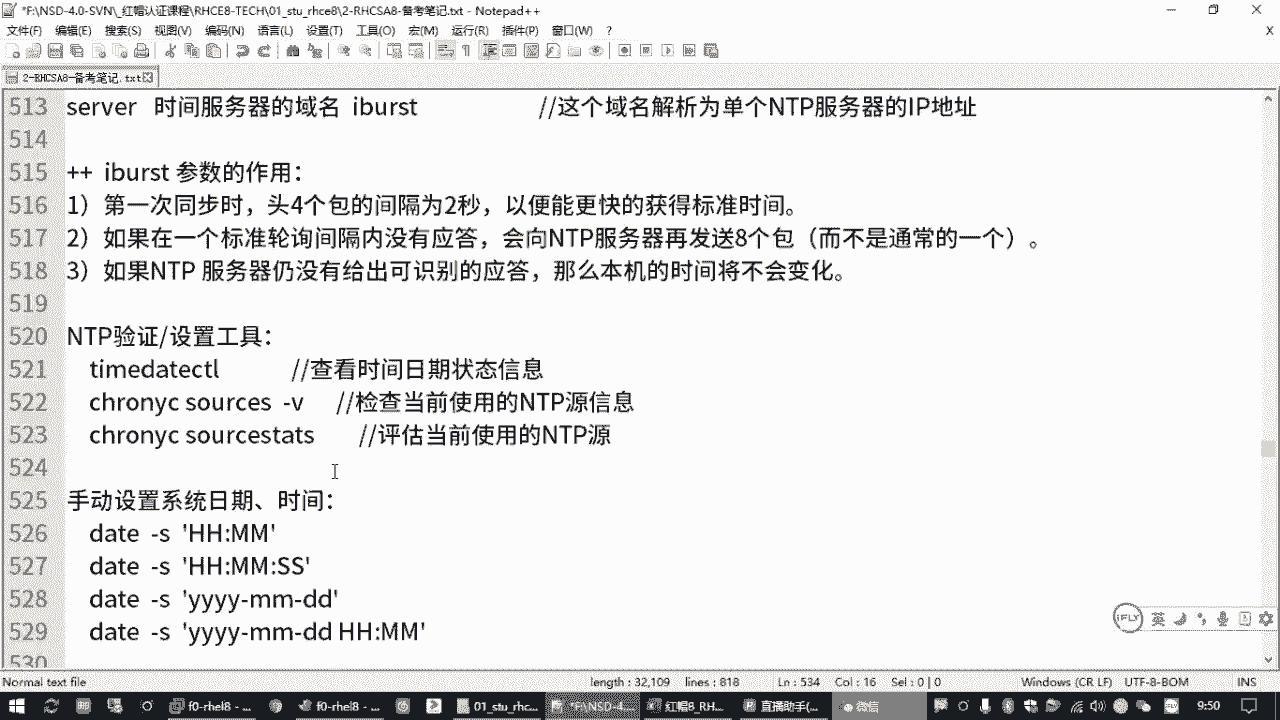 *F:\NSD-4.0-SVN\_红帽认证课程\RHCE8-TECH\01_stu_rhce8\2-RHCSA8-备考笔记.txt - Notepad++
文件(F) 编辑(E) 搜索(S) 视图(V) 编码(N) 语言(L) 设置(T) 工具(O) 宏(M) 运行(R) 插件(P) 窗口(W) ? X
2-RHCSA8-备考笔记.txt
513 server 时间服务器的域名 iburst //这个域名解析为单个NTP服务器的IP地址
514
515 ++ iburst 参数的作用：
516 1）第一次同步时，头4个包的间隔为2秒，以便能更快的获得标准时间。
517 2）如果在一个标准轮询间隔内没有应答，会向NTP服务器再发送8个包（而不是通常的一个）。
518 3）如果NTP 服务器仍没有给出可识别的应答，那么本机的时间将不会变化。
519
520 NTP验证/设置工具：
521 timedatectl //查看时间日期状态信息
522 chronyc sources -v //检查当前使用的NTP源信息
523 chronyc sourcestats //评估当前使用的NTP源
524
525 手动设置系统日期、时间：
526 date -s 'HH:MM'
527 date -s 'HH:MM:SS'
528 date -s 'yyyy-mm-dd'
529 date -s 'yyyy-mm-dd HH:MM'
530
iFLY 英
Normal text file length : 32,109 lines : 818 Ln : 534 Col : 16 Sel : 0 | 0 Windows (CR LF) UTF-8-BOM INS
f0-rhel8 - ... f0-rhel8 - ... 01_stu_rhc... *F:\NSD-4.... 红帽8_RH... 直播助手(... 微信 英 9:50